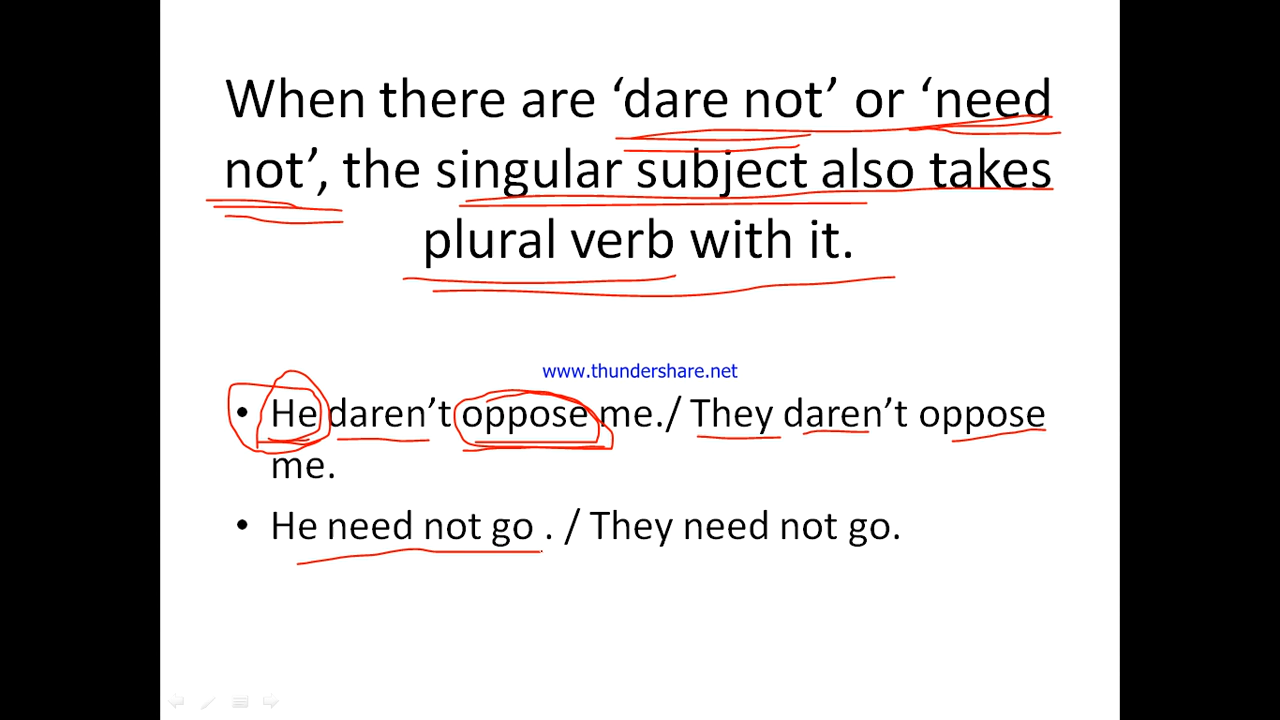 When there are ‘dare not’ or ‘need
not’, the singular subject also takes
plural verb with it.
www.thundershare.net
• He daren’t oppose me./ They daren’t oppose
me.
• He need not go . / They need not go.